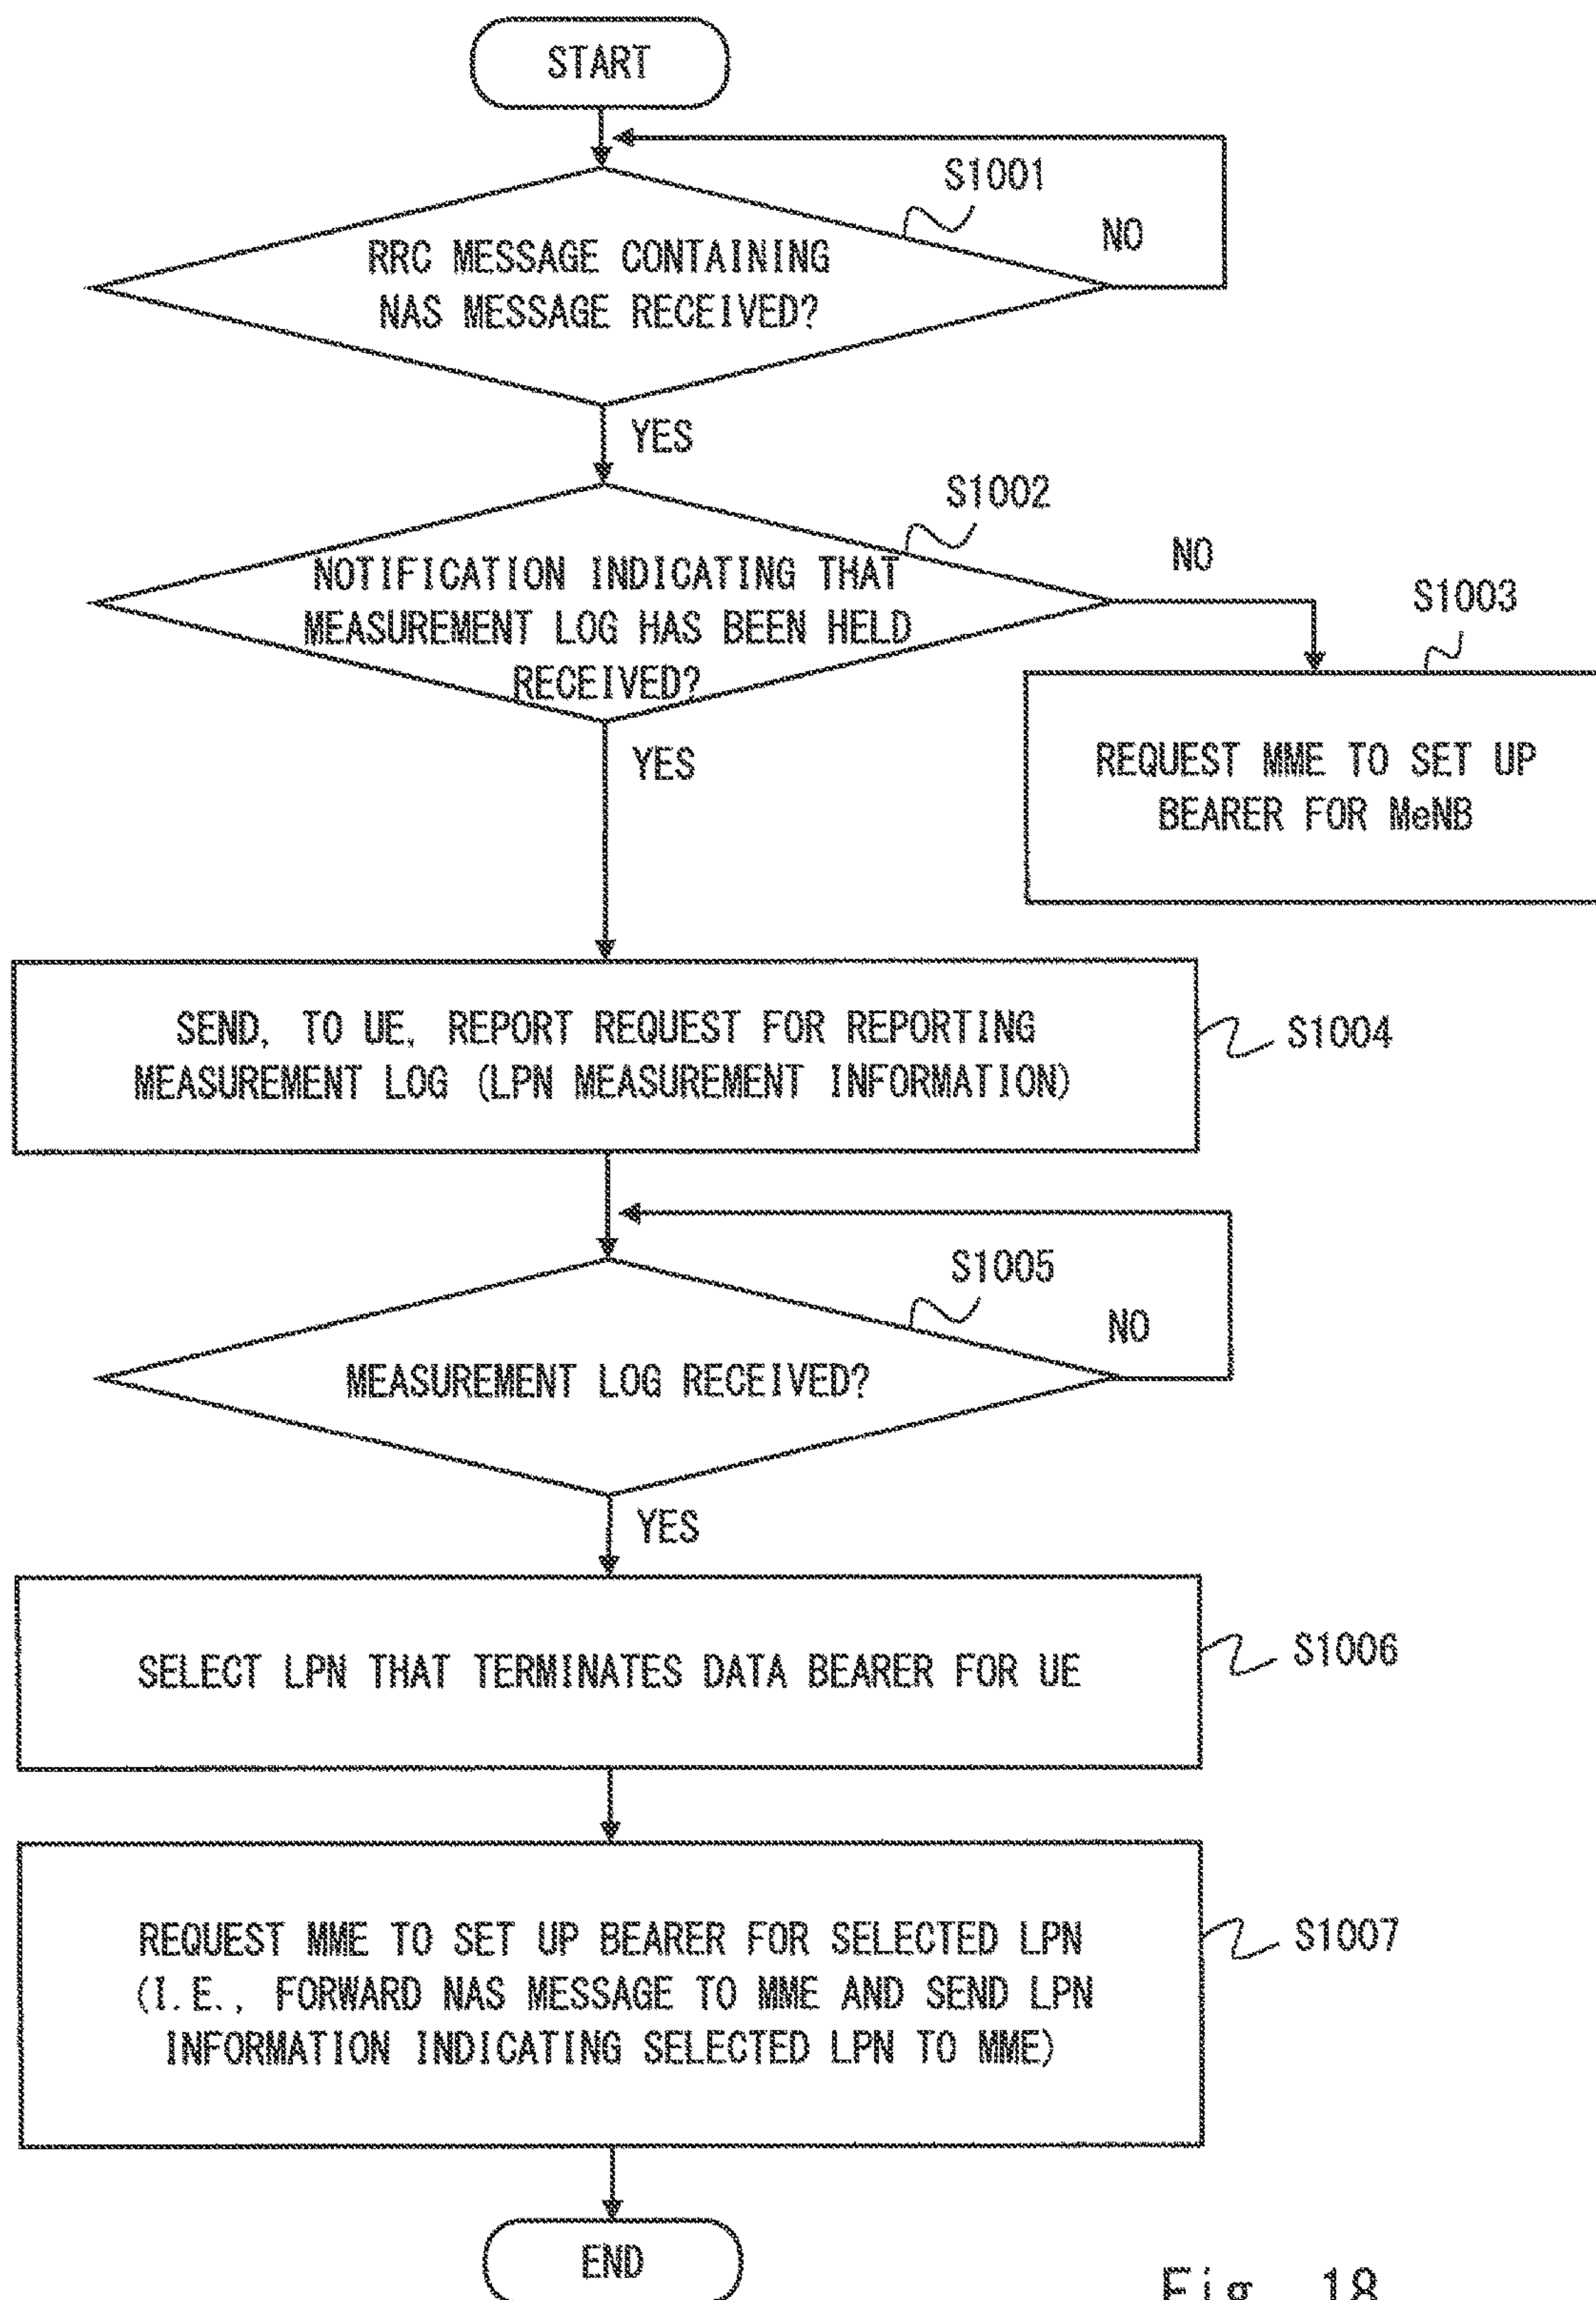 START
S1001
NO
RRC MESSAGE CONTAINING
NAS MESSAGE RECEIVED?
YES
S1002
NO
NOTIFICATION INDICATING THAT
MEASUREMENT LOG HAS BEEN HELD
RECEIVED?
S1003
YES
REQUEST MME TO SET UP
BEARER FOR MeNB
SEND, TO UE, REPORT REQUEST FOR REPORTING
MEASUREMENT LOG (LPN MEASUREMENT INFORMATION)
S1004
S1005
NO
MEASUREMENT LOG RECEIVED?
YES
SELECT LPN THAT TERMINATES DATA BEARER FOR UE
S1006
REQUEST MME TO SET UP BEARER FOR SELECTED LPN
(I.E., FORWARD NAS MESSAGE TO MME AND SEND LPN
INFORMATION INDICATING SELECTED LPN TO MME)
S1007
END
Fig. 18